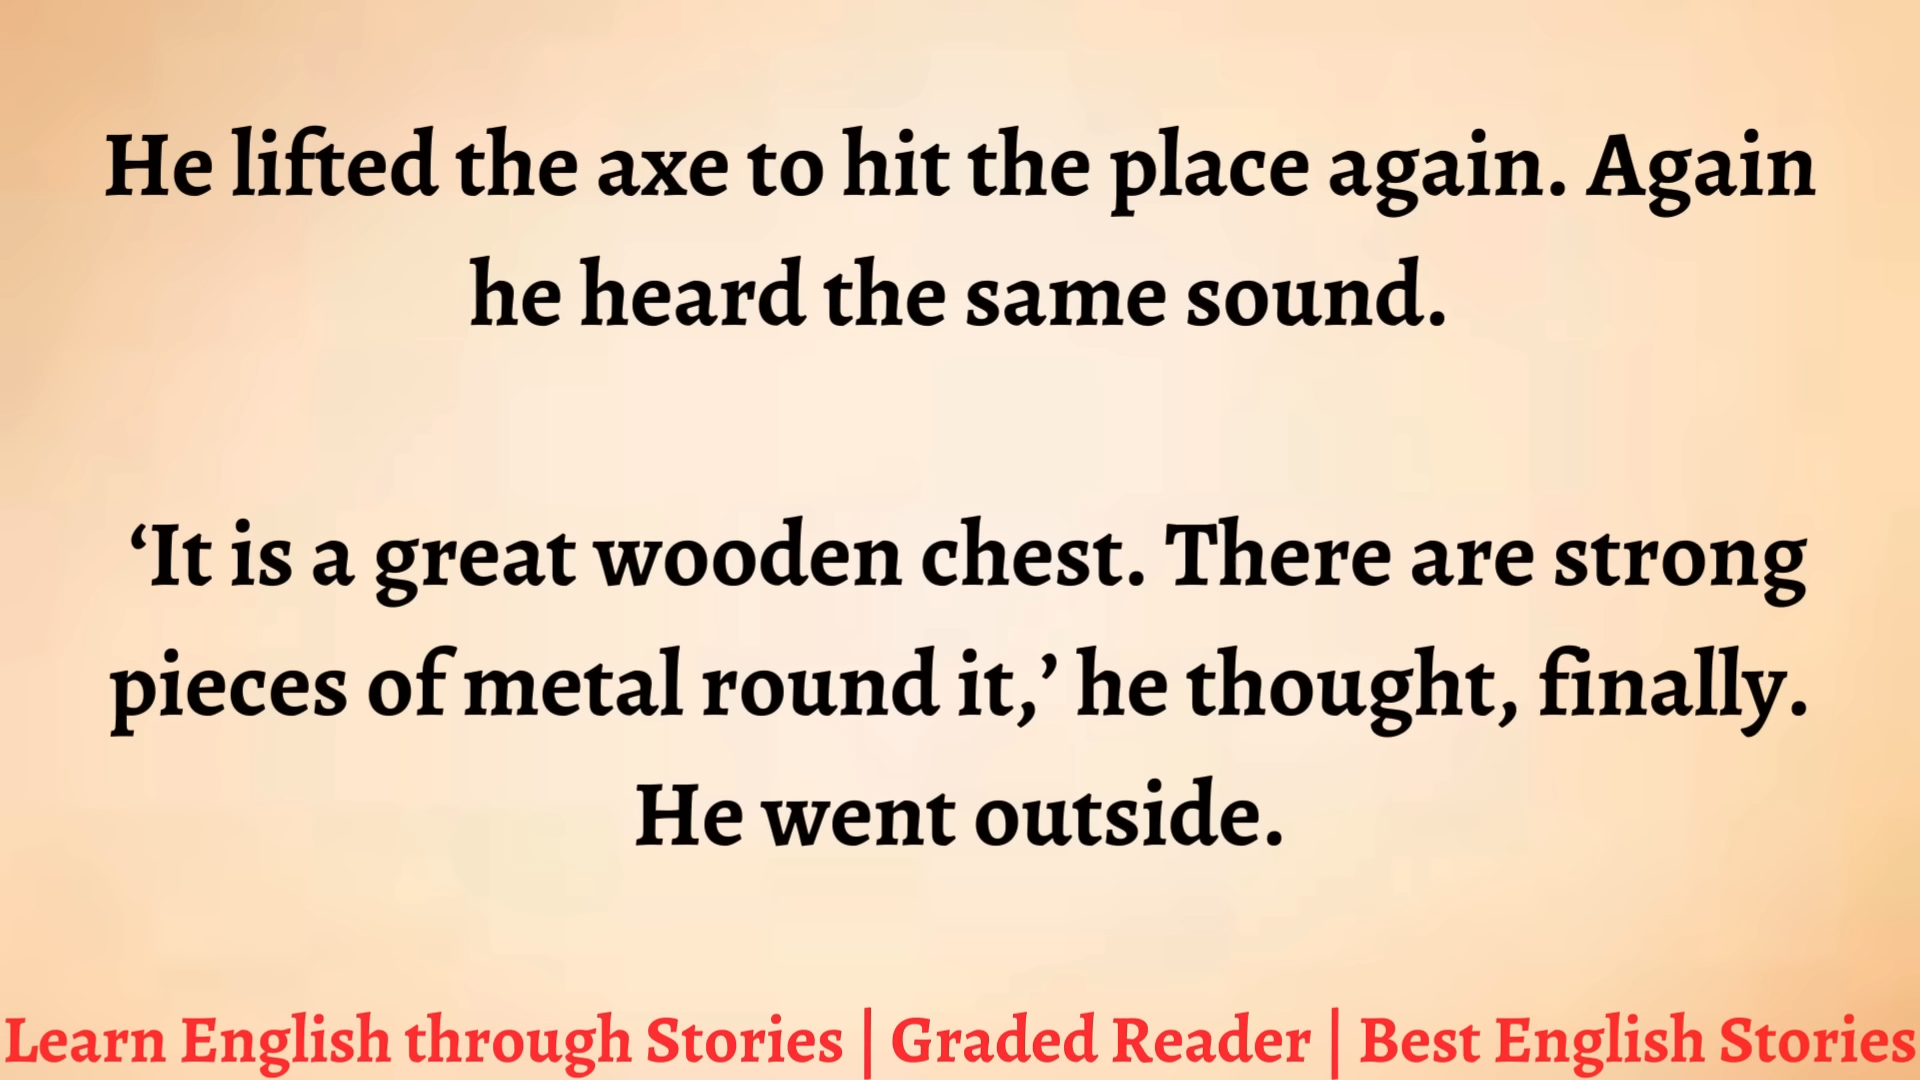 He lifted the axe to hit the place again. Again
he heard the same sound.
‘It is a great wooden chest. There are strong
pieces of metal round it,’ he thought, finally.
He went outside.
Learn English through Stories | Graded Reader | Best English Stories